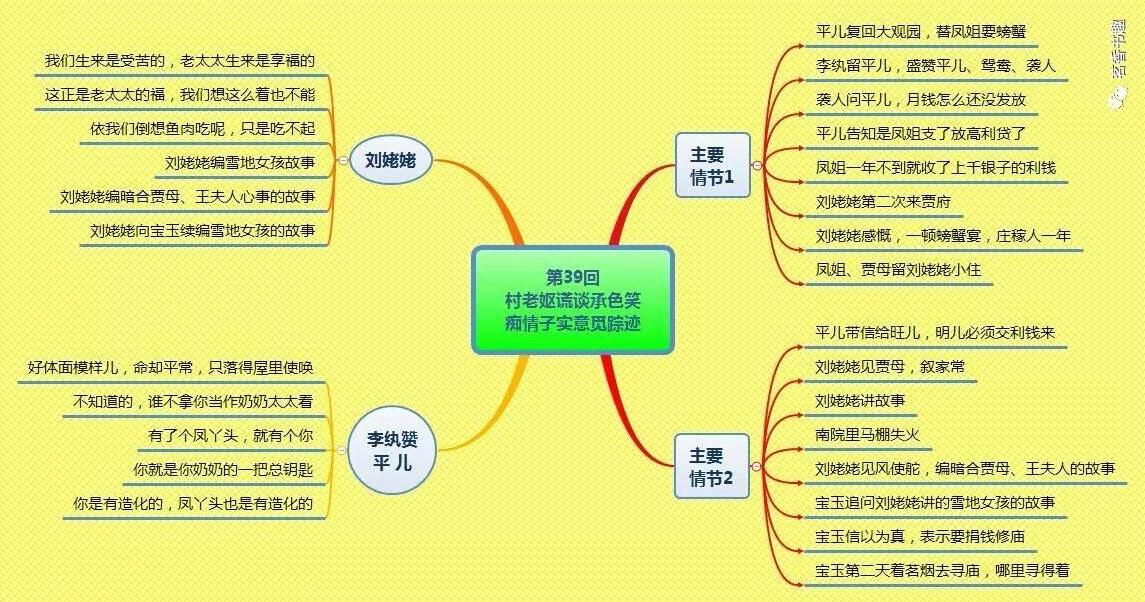 第39回
村老妪谎谈承色笑
痴情子实意觅踪迹
主要
情节1
平儿复回大观园，替凤姐要螃蟹
李纨留平儿，盛赞平儿、鸳鸯、袭人
袭人问平儿，月钱怎么还没发放
平儿告知是凤姐支了放高利贷了
凤姐一年不到就收了上千银子的利钱
刘姥姥第二次来贾府
刘姥姥感慨，一顿螃蟹宴，庄稼人一年
凤姐、贾母留刘姥姥小住
主要
情节2
平儿带信给旺儿，明儿必须交利钱来
刘姥姥见贾母，叙家常
刘姥姥讲故事
南院里马棚失火
刘姥姥见风使舵，编暗合贾母、王夫人的故事
宝玉追问刘姥姥讲的雪地女孩的故事
宝玉信以为真，表示要捐钱修庙
宝玉第二天着茗烟去寻庙，哪里寻得着
刘姥姥
我们生来是受苦的，老太太生来是享福的
这正是老太太的福，我们想这么着也不能
依我们倒想鱼肉吃呢，只是吃不起
刘姥姥编雪地女孩故事
刘姥姥编暗合贾母、王夫人心事的故事
刘姥姥向宝玉续编雪地女孩的故事
李纨赞
平 儿
好体面模样儿，命却平常，只落得屋里使唤
不知道的，谁不拿你当作奶奶太太看
有了个凤丫头，就有个你
你就是你奶奶的一把总钥匙
你是有造化的，凤丫头也是有造化的
茗香书趣